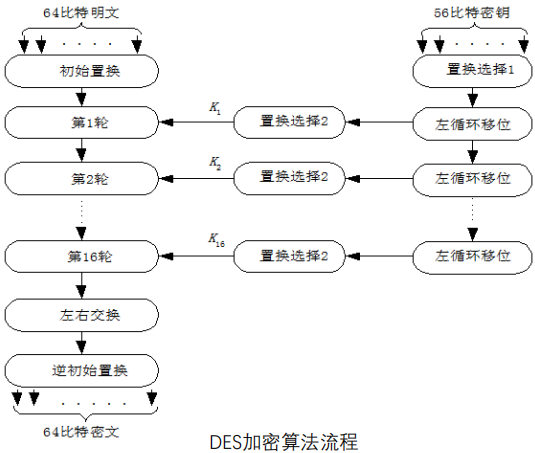 64比特明文
56比特密钥
初始置换
置换选择1
第1轮
K1
置换选择2
左循环移位
第2轮
K2
置换选择2
左循环移位
第16轮
K16
置换选择2
左循环移位
左右交换
逆初始置换
64比特密文
DES加密算法流程